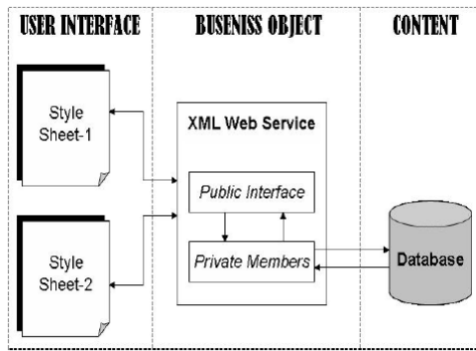 USER INTERFACE
BUSENISS OBJECT
CONTENT
Style
Sheet-1
Style
Sheet-2
XML Web Service
Public Interface
Private Members
Database